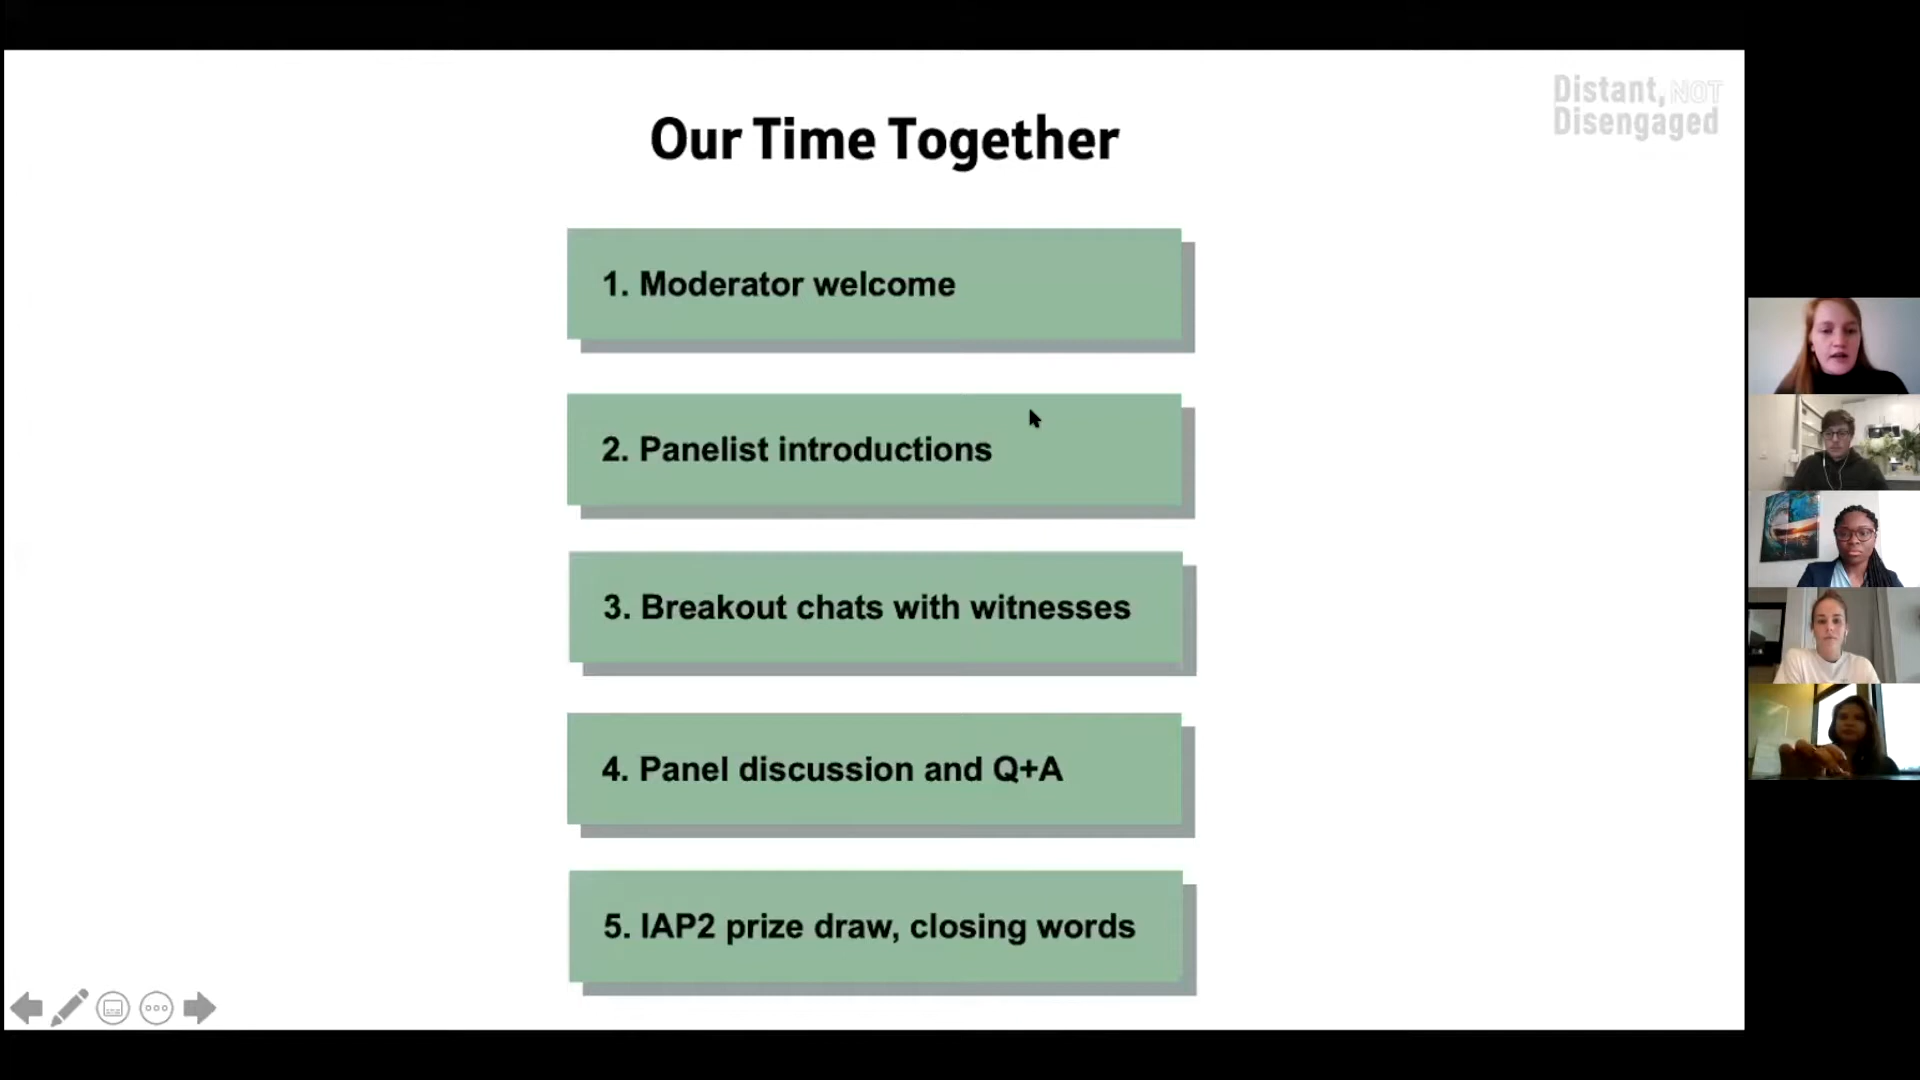 Distant, NOT
Disengaged
Our Time Together
1. Moderator welcome
2. Panelist introductions
3. Breakout chats with witnesses
4. Panel discussion and Q+A
5. IAP2 prize draw, closing words